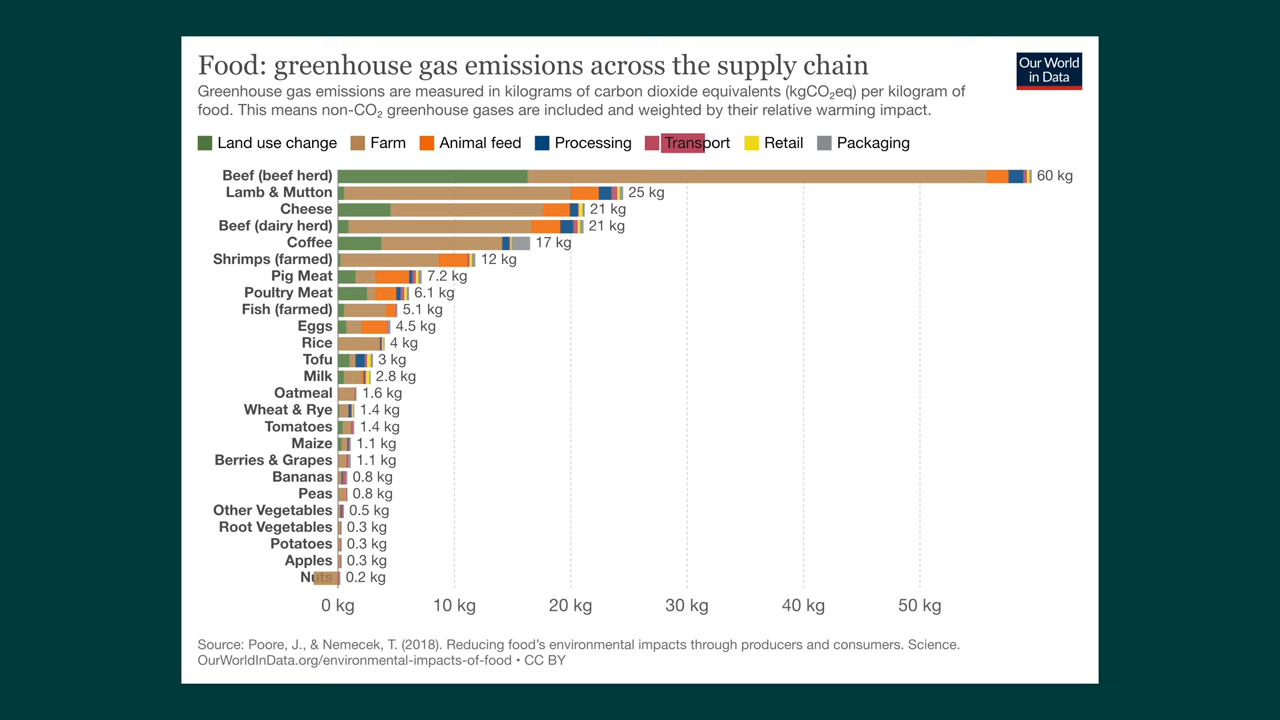 Food: greenhouse gas emissions across the supply chain
Our World
in Data
Greenhouse gas emissions are measured in kilograms of carbon dioxide equivalents (kgCO₂eq) per kilogram of
food. This means non-CO₂ greenhouse gases are included and weighted by their relative warming impact.
Land use change Farm Animal feed Processing Transport Retail Packaging
Beef (beef herd) 60 kg
Lamb & Mutton 25 kg
Cheese 21 kg
Beef (dairy herd) 21 kg
Coffee 17 kg
Shrimps (farmed) 12 kg
Pig Meat 7.2 kg
Poultry Meat 6.1 kg
Fish (farmed) 5.1 kg
Eggs 4.5 kg
Rice 4 kg
Tofu 3 kg
Milk 2.8 kg
Oatmeal 1.6 kg
Wheat & Rye 1.4 kg
Tomatoes 1.4 kg
Maize 1.1 kg
Berries & Grapes 1.1 kg
Bananas 0.8 kg
Peas 0.8 kg
Other Vegetables 0.5 kg
Root Vegetables 0.3 kg
Potatoes 0.3 kg
Apples 0.3 kg
Nuts 0.2 kg
0 kg 10 kg 20 kg 30 kg 40 kg 50 kg
Source: Poore, J., & Nemecek, T. (2018). Reducing food's environmental impacts through producers and consumers. Science.
OurWorldInData.org/environmental-impacts-of-food • CC BY